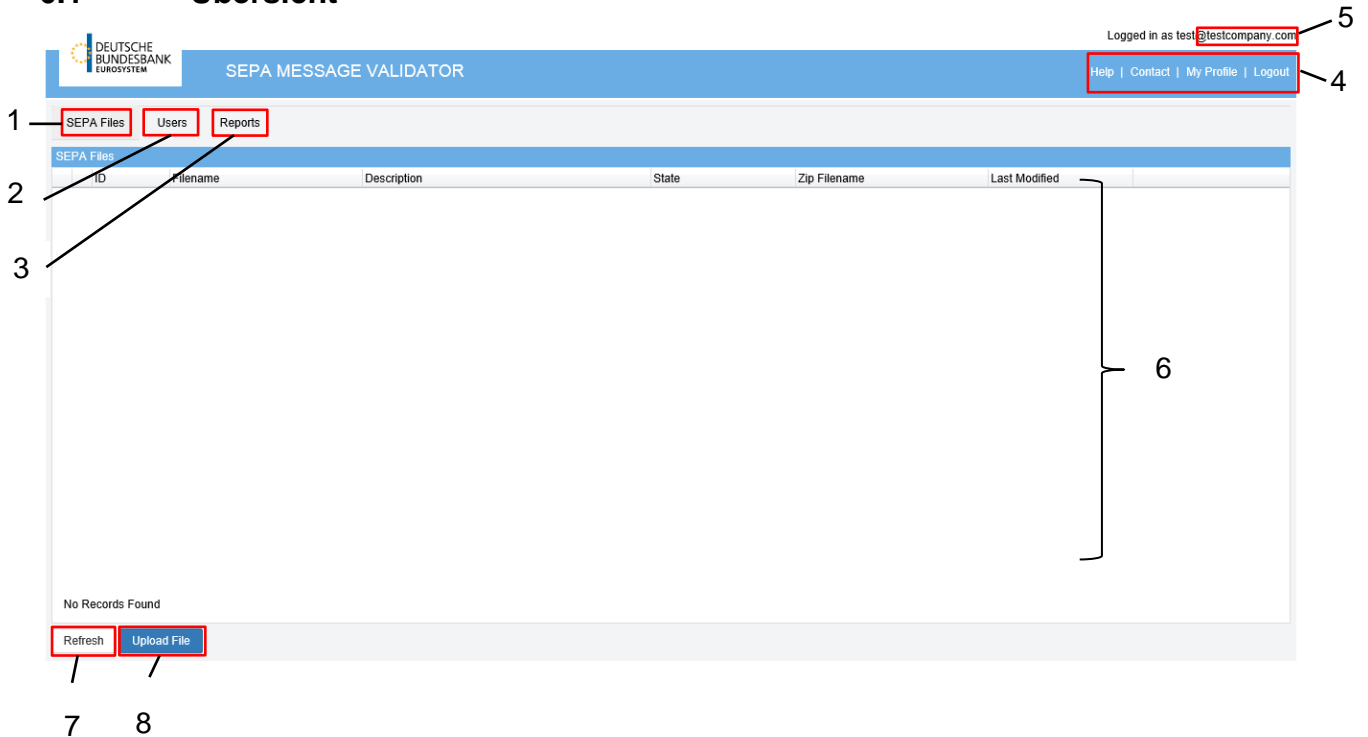 Übersicht
5
Logged in as test@testcompany.com
DEUTSCHE
BUNDESBANK
EUROSYSTEM
SEPA MESSAGE VALIDATOR
Help | Contact | My Profile | Logout
4
1
SEPA Files Users Reports
SEPA Files
ID Filename Description State Zip Filename Last Modified
2
3
6
No Records Found
Refresh Upload File
7 8